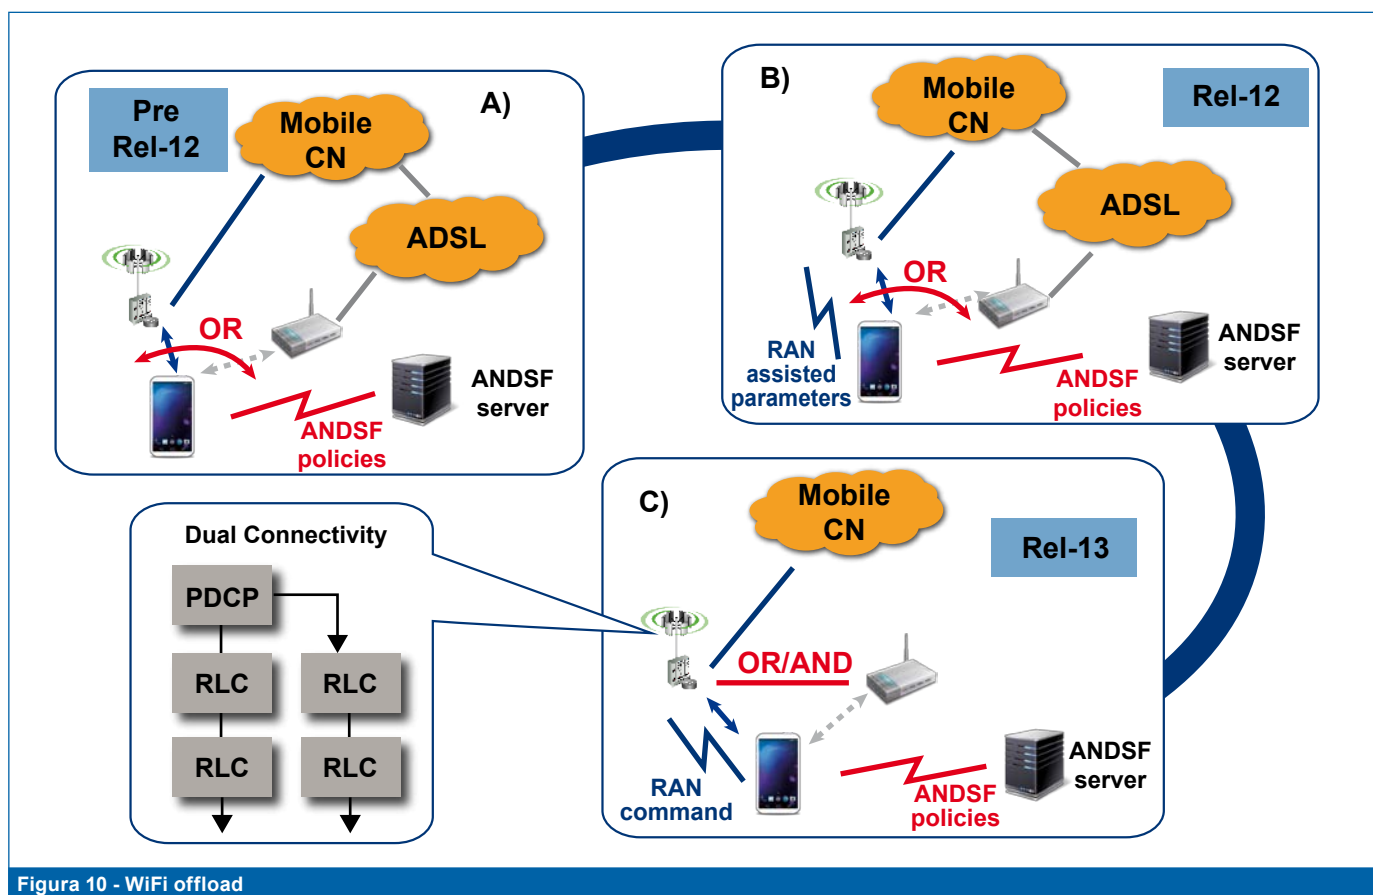 Pre
Rel-12
A)
Mobile
CN
ADSL
OR
ANDSF
server
ANDSF
policies
B)
Rel-12
Mobile
CN
ADSL
OR
RAN
assisted
parameters
ANDSF
server
ANDSF
policies
C)
Rel-13
Mobile
CN
OR/AND
RAN
command
ANDSF
server
ANDSF
policies
Dual Connectivity
PDCP
RLC
RLC
RLC
RLC
Figura 10 - WiFi offload